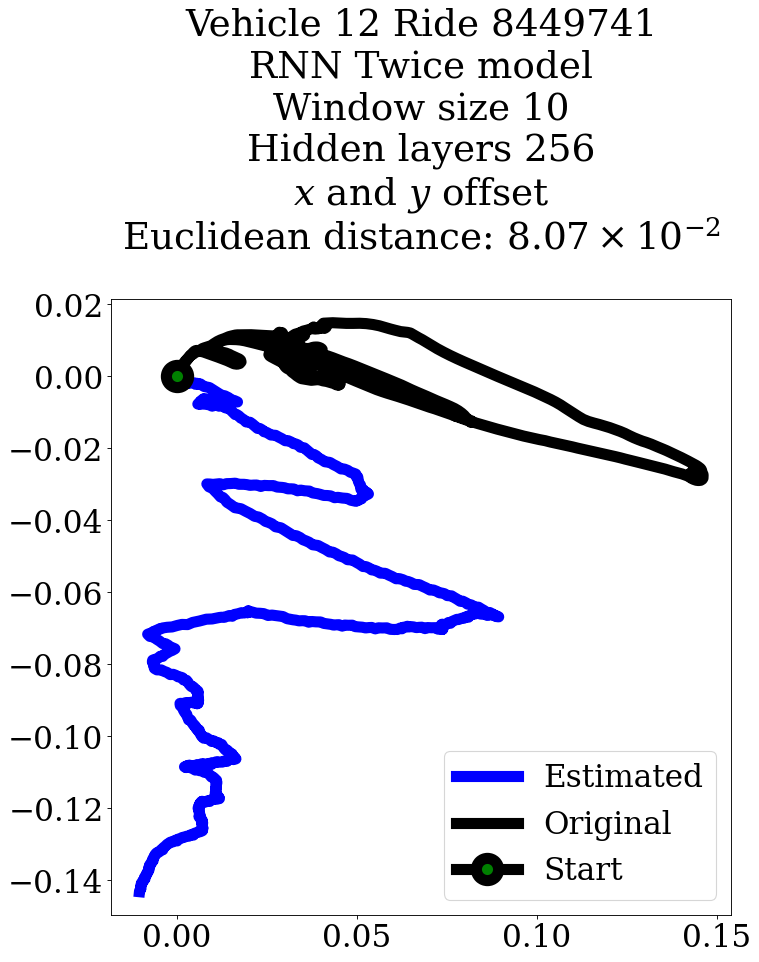 Vehicle 12 Ride 8449741
RNN Twice model
Window size 10
Hidden layers 256
x and y offset
Euclidean distance: 8.07 × 10⁻²
0.02
0.00
−0.02
−0.04
−0.06
−0.08
−0.10
−0.12
−0.14
Estimated
Original
Start
0.00 0.05 0.10 0.15